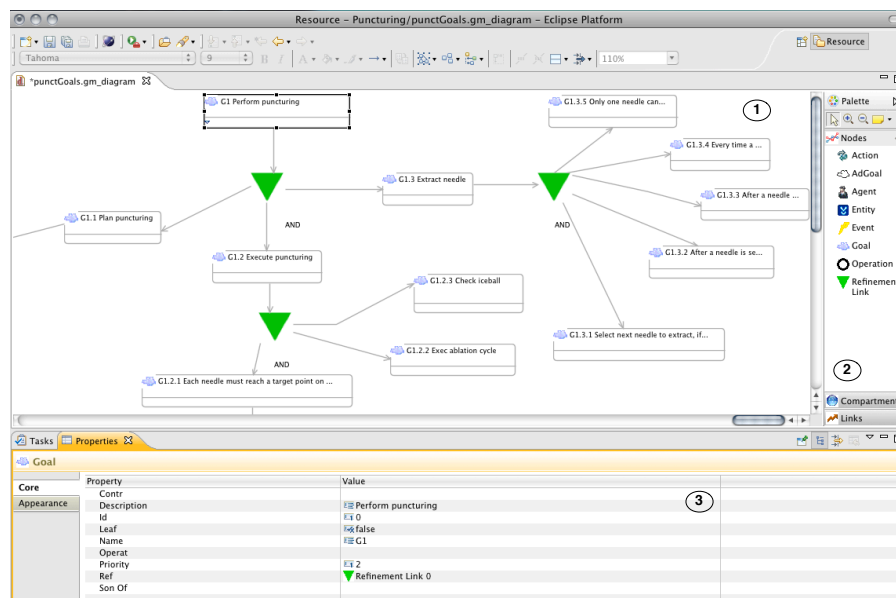 Resource – Puncturing/punctGoals.gm_diagram – Eclipse Platform
Resource
Tahoma
9
B I A
110%
*punctGoals.gm_diagram
1
G1 Perform puncturing
G1.3.5 Only one needle can...
G1.3.4 Every time a ...
G1.3 Extract needle
G1.3.3 After a needle ...
G1.1 Plan puncturing
AND
AND
G1.2 Execute puncturing
G1.3.2 After a needle is se...
G1.2.3 Check iceball
G1.3.1 Select next needle to extract, if...
G1.2.2 Exec ablation cycle
AND
G1.2.1 Each needle must reach a target point on ...
Palette
Nodes
Action
AdGoal
Agent
Entity
Event
Goal
Operation
Refinemen
Link
2
Compartment
Links
Tasks Properties
Goal
Core
Appearance
Property Value
Contr
Description Perform puncturing
Id 0
Leaf false
Name G1
Operat
Priority 2
Ref Refinement Link 0
Son Of
3